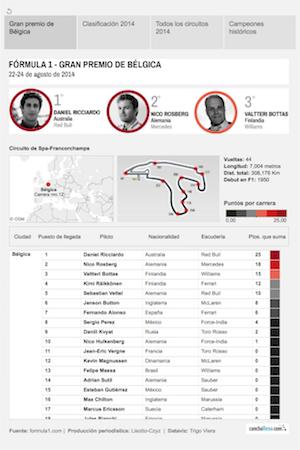 Gran premio de Bélgica
Clasificación 2014
Todos los circuitos 2014
Campeones históricos
FÓRMULA 1 - GRAN PREMIO DE BÉLGICA
22-24 de agosto de 2014
1°
DANIEL RICCIARDO
Australia
Red Bull
2°
NICO ROSBERG
Alemania
Mercedes
3°
VALTTERI BOTTAS
Finlandia
Williams
Circuito de Spa-Francorchamps
Bélgica
Carrera nro.12
Vueltas: 44
Longitud: 7,004 metros
Dist. total: 308,176 Km
Debut en F1: 1950
Puntos por carrera
0,00 25,00
Ciudad Puesto de llegada Piloto Nacionalidad Escudería Ptos. que suma
Bélgica 1 Daniel Ricciardo Australia Red Bull 25
2 Nico Rosberg Alemania Mercedes 18
3 Valtteri Bottas Finlandia Williams 15
4 Kimi Räikkönen Finlandia Ferrari 12
5 Sebastian Vettel Alemania Red Bull 10
6 Jenson Button Inglaterra McLaren 8
7 Fernando Alonso España Ferrari 6
8 Sergio Perez México Force-India 4
9 Daniil Kvyat Rusia Toro Rosso 2
10 Nico Hulkenberg Alemania Force-India 1
11 Jean-Eric Vergne Francia Toro Rosso 0
12 Kevin Magnussen Dinamarca McLaren 0
13 Felipe Massa Brasil Williams 0
14 Adrian Sutil Alemania Sauber 0
15 Esteban Gutiérrez México Sauber 0
16 Max Chilton Inglaterra Marussia 0
17 Marcus Ericsson Suecia Caterham 0
Fuente: formula1.com | Producción periodística: Lisotto-Czyz | Dataviz: Trigo Viera
canchallena.com